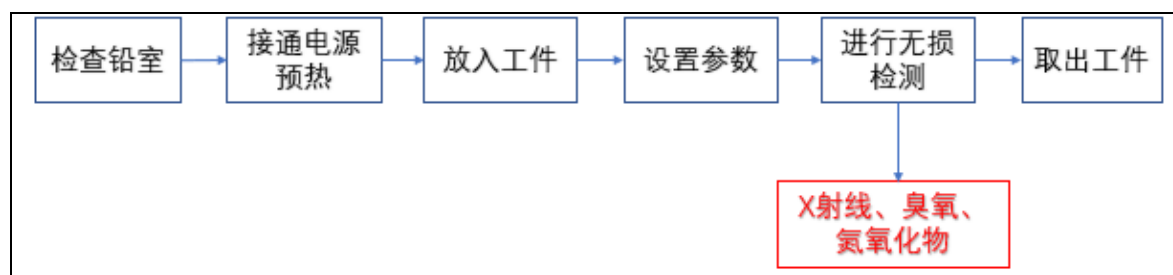 检查铅室
接通电源
预热
放入工件
设置参数
进行无损
检测
取出工件
X射线、臭氧、
氮氧化物